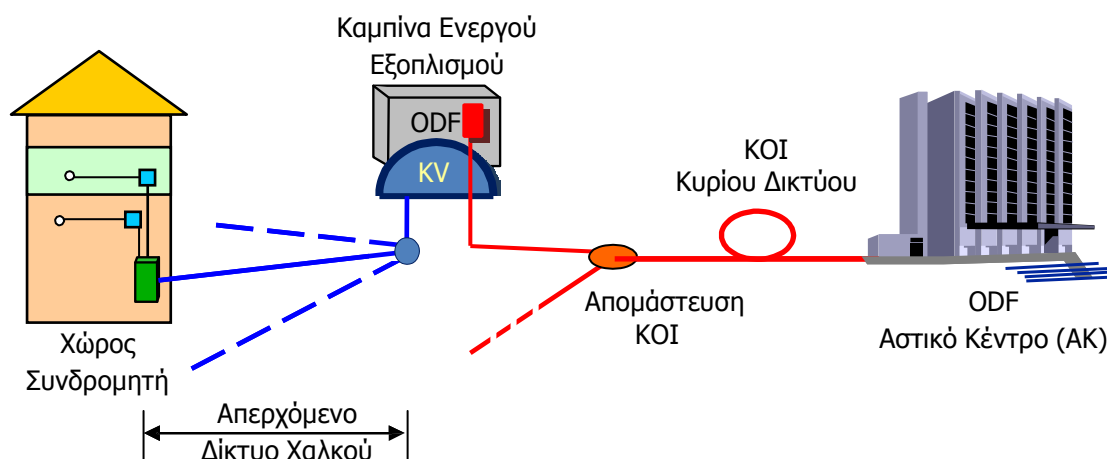 Καμπίνα Ενεργού
Εξοπλισμού
ODF
KV
ΚΟΙ
Κυρίου Δικτύου
Απομάστευση
ΚΟΙ
ODF
Αστικό Κέντρο (ΑΚ)
Χώρος
Συνδρομητή
Απερχόμενο
Δίκτυο Χαλκού